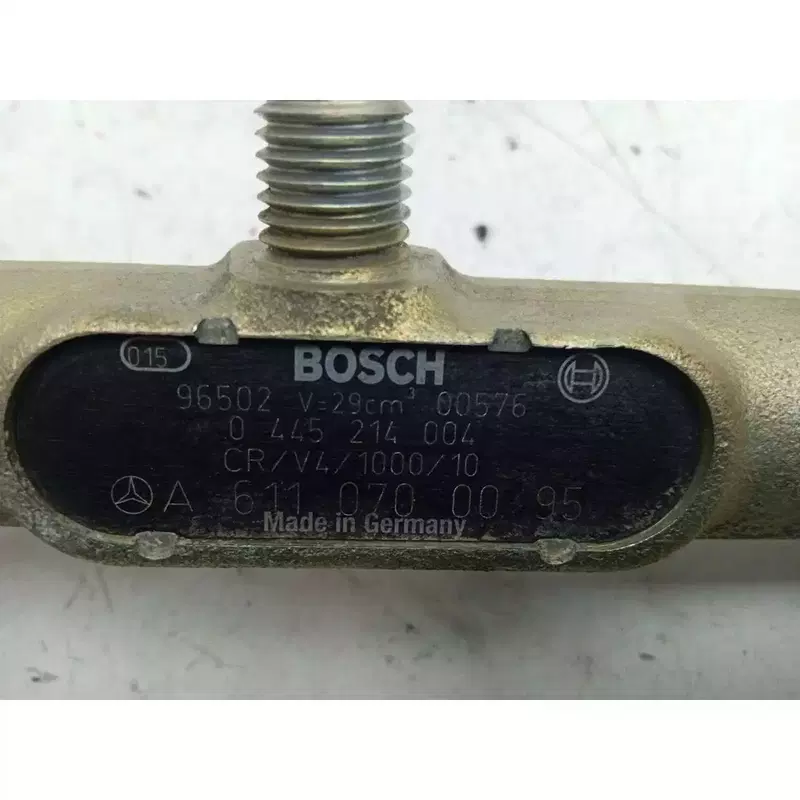 015
BOSCH
96502 V=29cm³ 00576
0 445 214 004
CR/V4/1000/10
A 611 070 00 95
Made in Germany